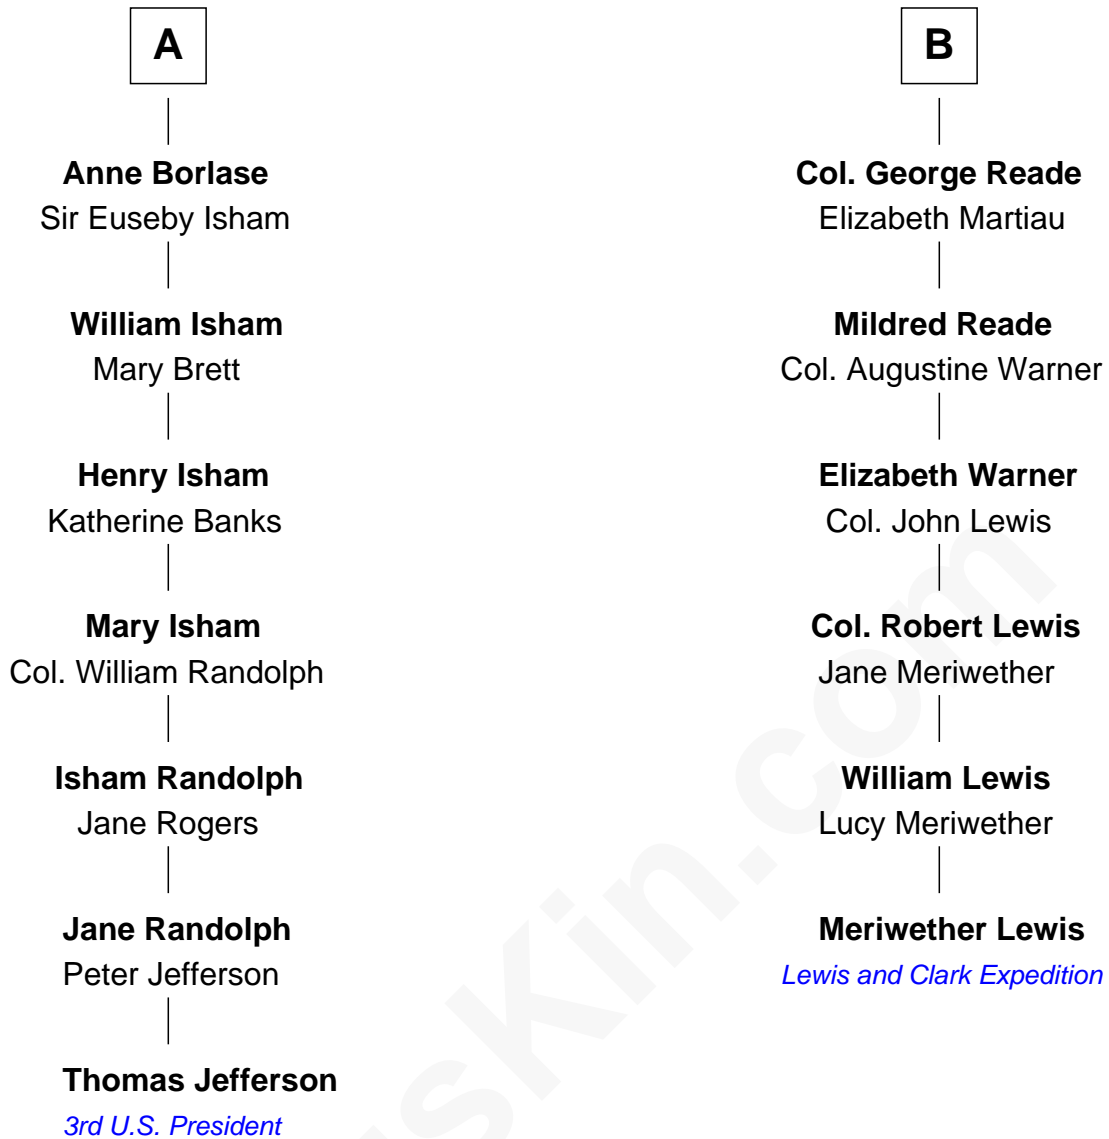 A
Anne Borlase
Sir Euseby Isham
William Isham
Mary Brett
Henry Isham
Katherine Banks
Mary Isham
Col. William Randolph
Isham Randolph
Jane Rogers
Jane Randolph
Peter Jefferson
Thomas Jefferson
3rd U.S. President
B
Col. George Reade
Elizabeth Martiau
Mildred Reade
Col. Augustine Warner
Elizabeth Warner
Col. John Lewis
Col. Robert Lewis
Jane Meriwether
William Lewis
Lucy Meriwether
Meriwether Lewis
Lewis and Clark Expedition
sKin.com